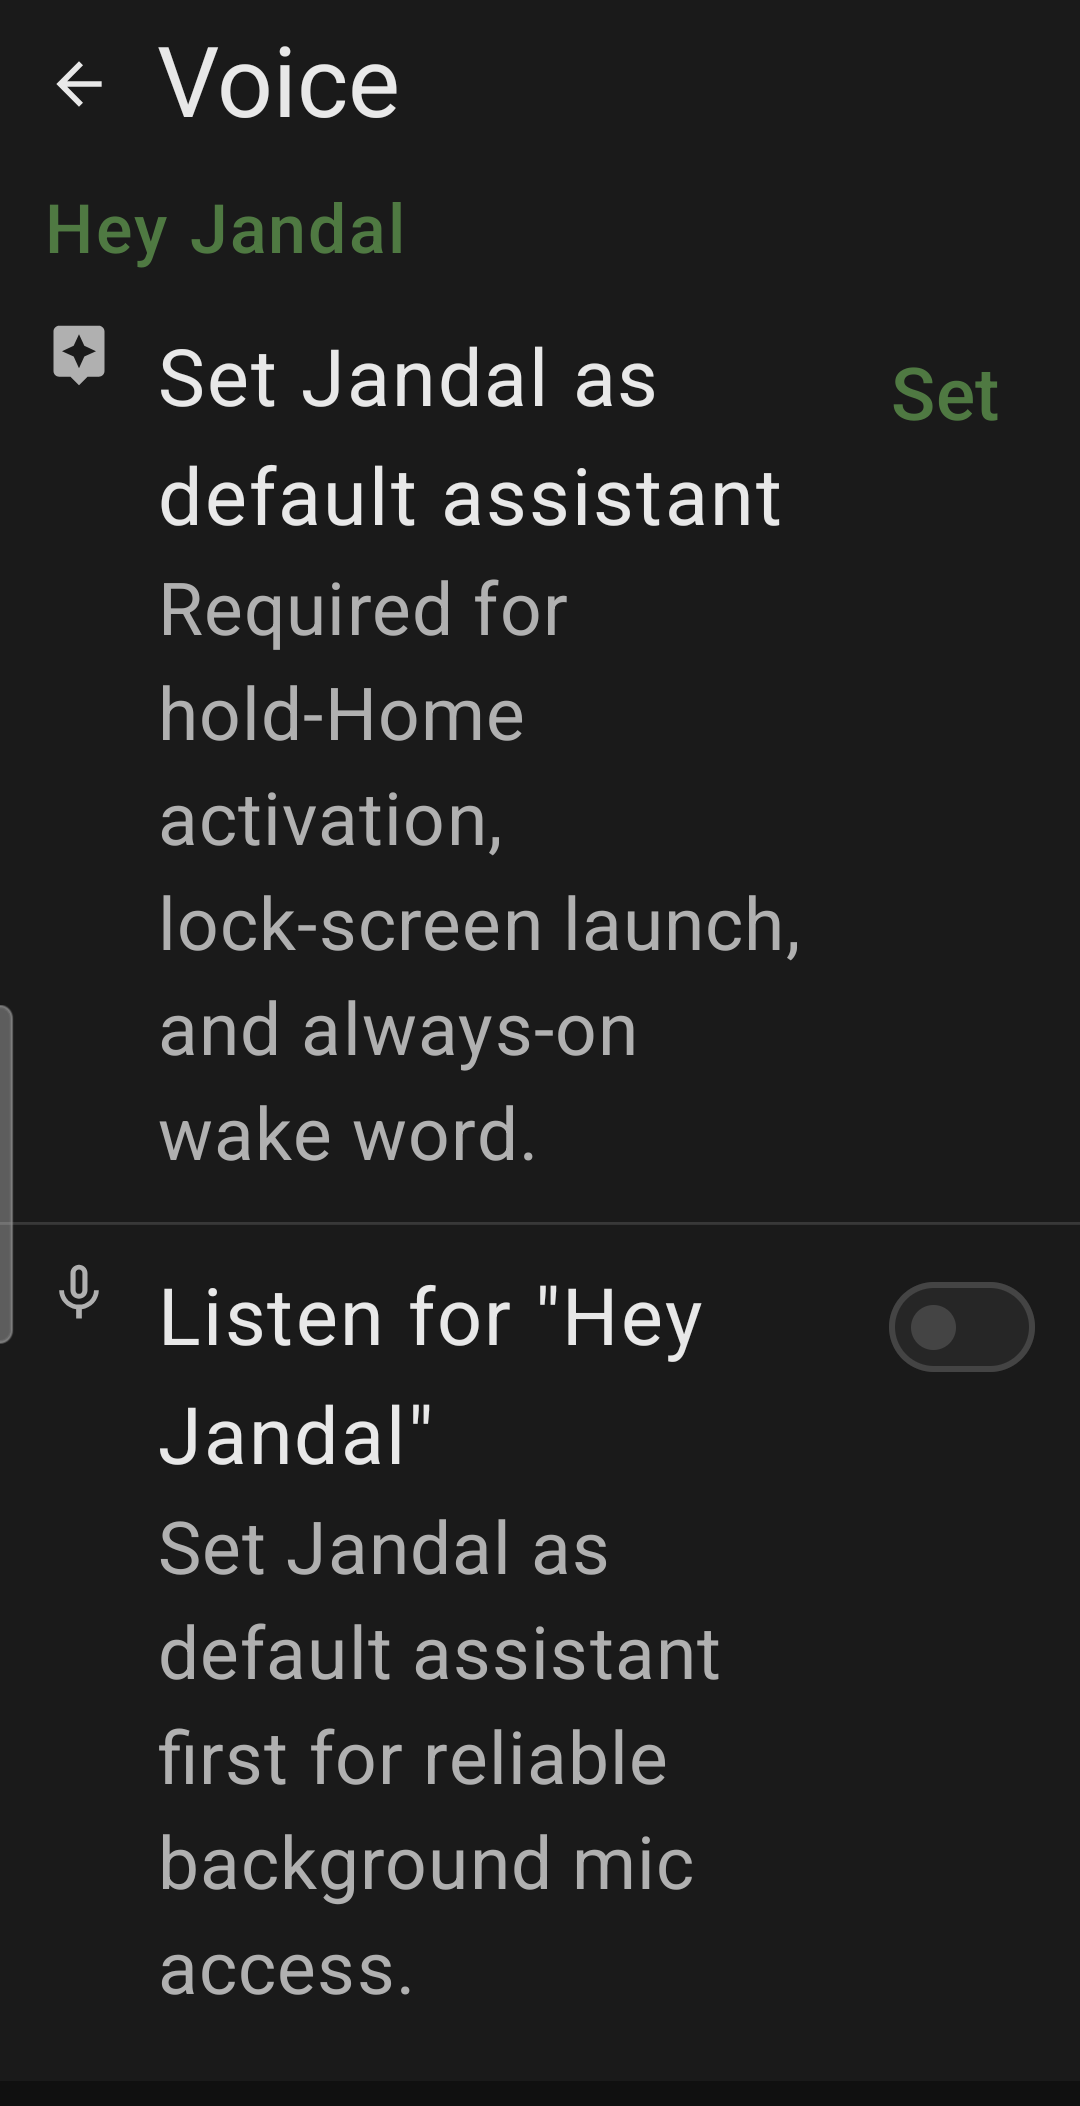 Voice
Hey Jandal
Set Jandal as
default assistant
Set
Required for
hold-Home
activation,
lock-screen launch,
and always-on
wake word.
Listen for "Hey
Jandal"
Set Jandal as
default assistant
first for reliable
background mic
access.